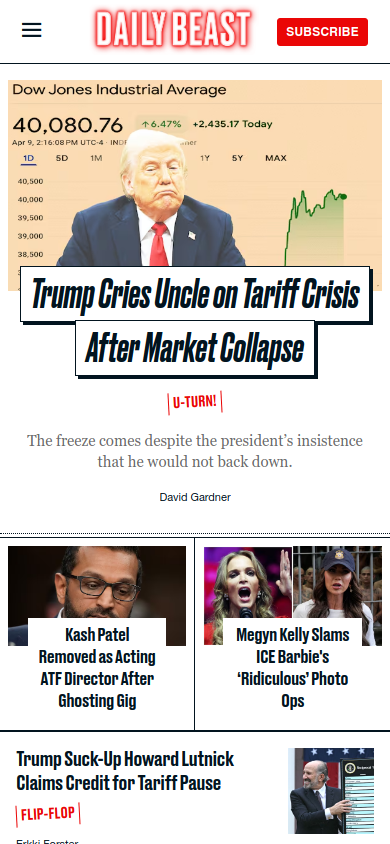 DAILY BEAST
SUBSCRIBE
Dow Jones Industrial Average
40,080.76 ↑6.47% +2,435.17 Today
Apr 9, 2:16:08 PM UTC-4 ·
1D 5D 1M 1Y 5Y MAX
40,500
40,000
39,500
39,000
38,500
Trump Cries Uncle on Tariff Crisis
After Market Collapse
U-TURN!
The freeze comes despite the president’s insistence
that he would not back down.
David Gardner
Kash Patel
Removed as Acting
ATF Director After
Ghosting Gig
Megyn Kelly Slams
ICE Barbie's
‘Ridiculous’ Photo
Ops
Trump Suck-Up Howard Lutnick
Claims Credit for Tariff Pause
FLIP-FLOP